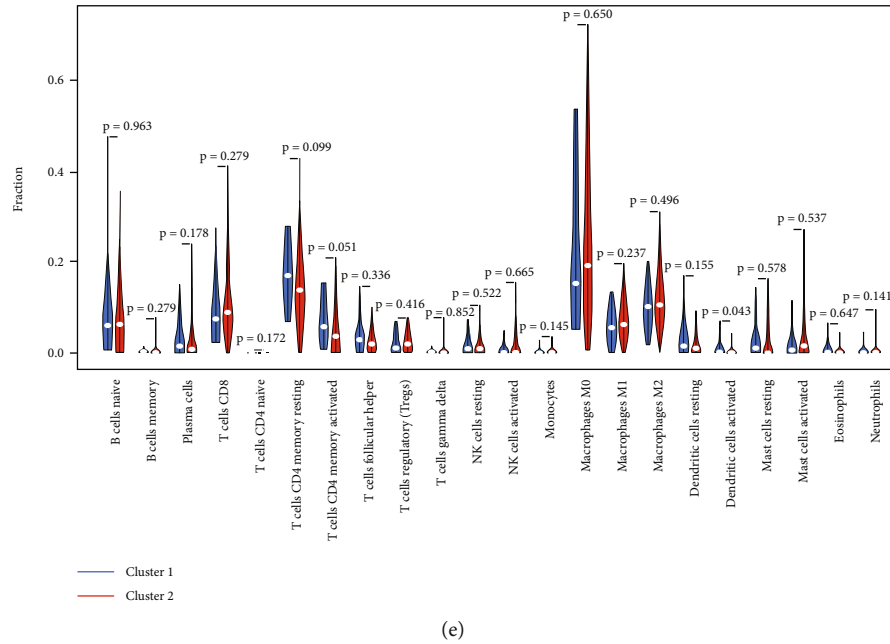 Fraction
0.6
0.4
0.2
0.0
p = 0.963
p = 0.279
p = 0.178
p = 0.279
p = 0.172
p = 0.099
p = 0.051
p = 0.336
p = 0.416
p = 0.852
p = 0.522
p = 0.665
p = 0.145
p = 0.650
p = 0.237
p = 0.496
p = 0.155
p = 0.043
p = 0.578
p = 0.537
p = 0.647
p = 0.141
B cells naive
B cells memory
Plasma cells
T cells CD8
T cells CD4 naive
T cells CD4 memory resting
T cells CD4 memory activated
T cells follicular helper
T cells regulatory (Tregs)
T cells gamma delta
NK cells resting
NK cells activated
Monocytes
Macrophages M0
Macrophages M1
Macrophages M2
Dendritic cells resting
Dendritic cells activated
Mast cells resting
Mast cells activated
Eosinophils
Neutrophils
Cluster 1
Cluster 2
(e)